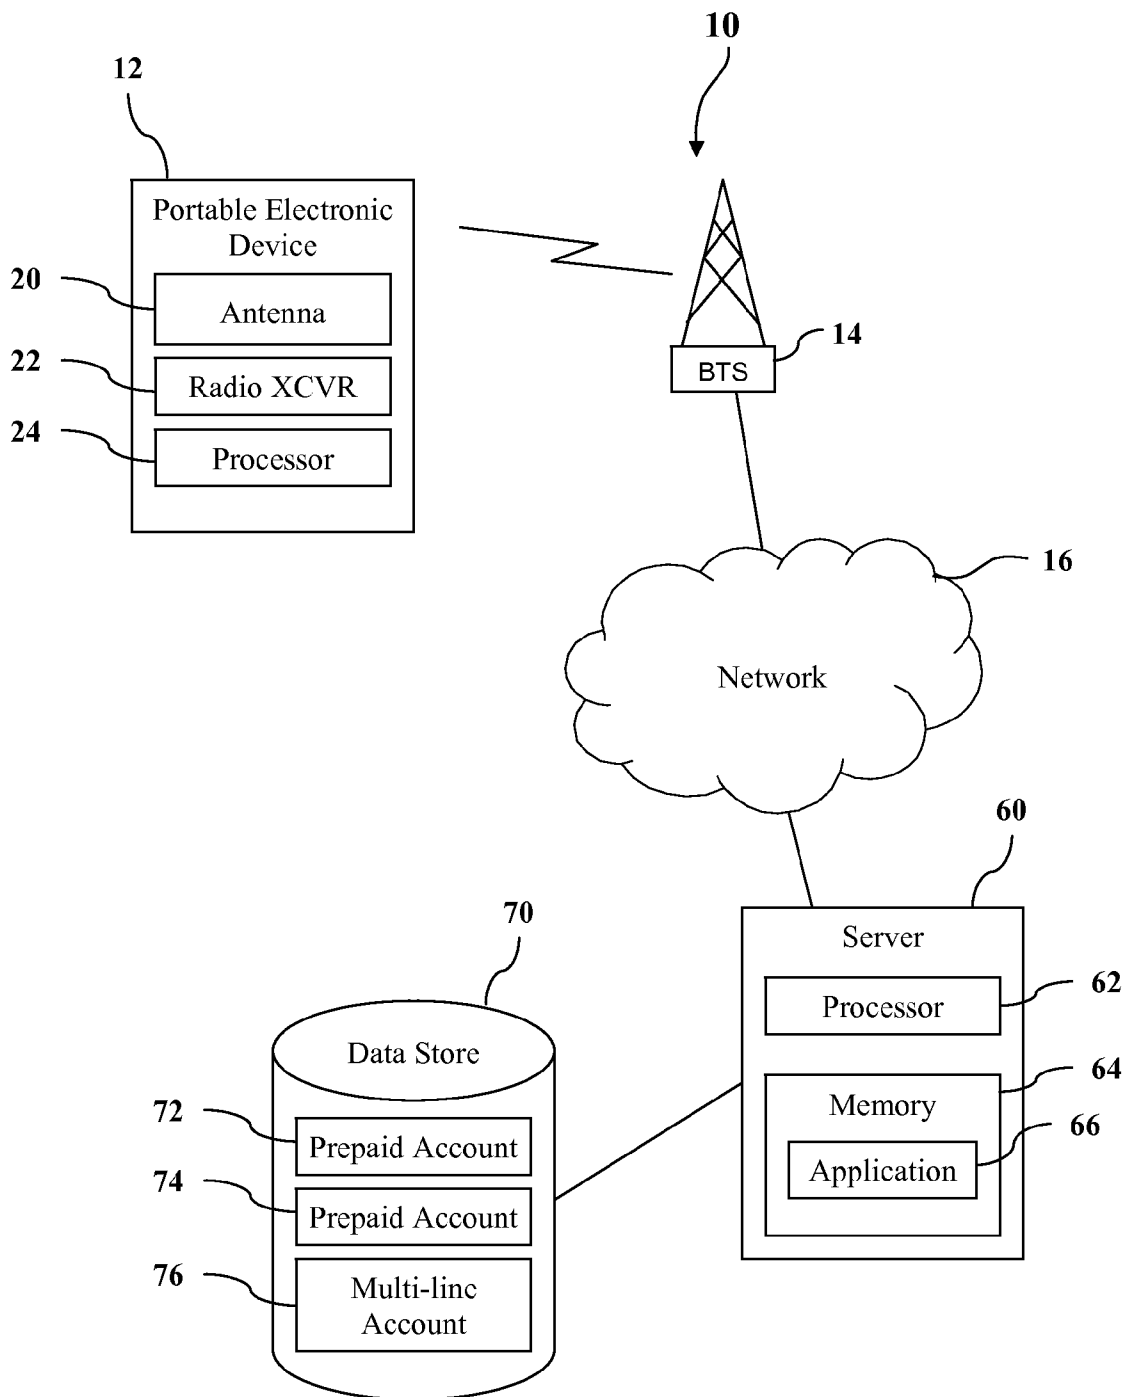 10
12
Portable Electronic
Device
20
Antenna
22
Radio XCVR
24
Processor
14
BTS
16
Network
60
Server
62
Processor
64
Memory
66
Application
70
Data Store
72
Prepaid Account
74
Prepaid Account
76
Multi-linc
Account